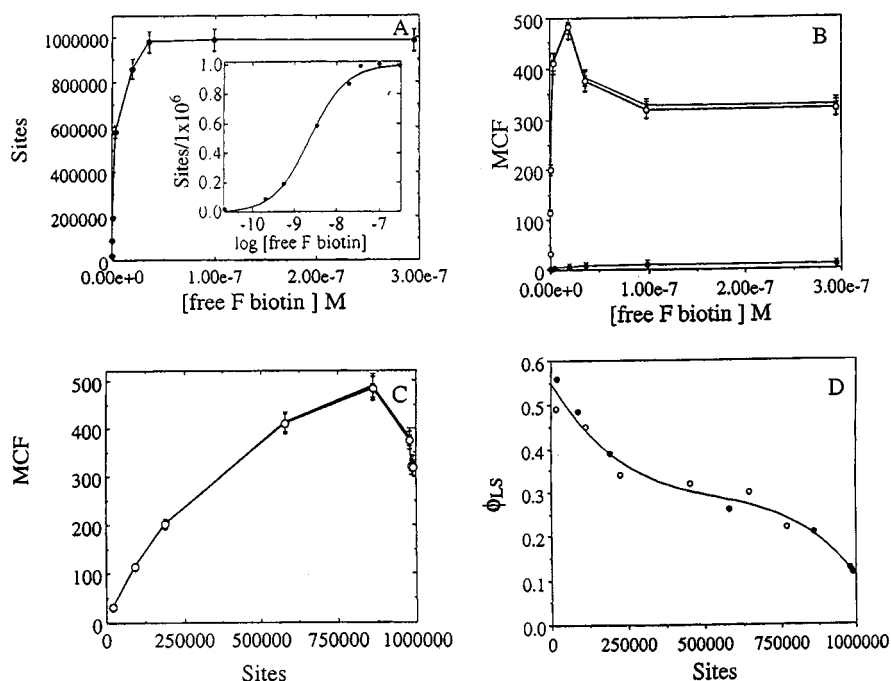 A
1000000
800000
600000
400000
200000
0
Sites
0.00e+0
1.00e-7
2.00e-7
3.00e-7
[free F biotin ] M
1.0
0.8
0.6
0.4
0.2
0.0
Sites/1x10⁶
-10
-9
-8
-7
log [free F biotin]
B
500
400
300
200
100
0
MCF
0.00e+0
1.00e-7
2.00e-7
3.00e-7
[free F biotin ] M
C
500
400
300
200
100
0
MCF
0
250000
500000
750000
1000000
Sites
D
0.6
0.5
0.4
0.3
0.2
0.1
0.0
ϕLs
0
250000
500000
750000
1000000
Sites